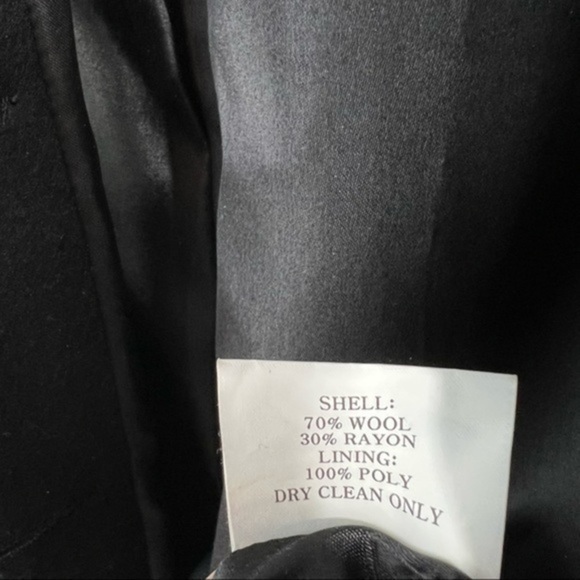 SHELL:
70% WOOL
30% RAYON
LINING:
100% POLY
DRY CLEAN ONLY